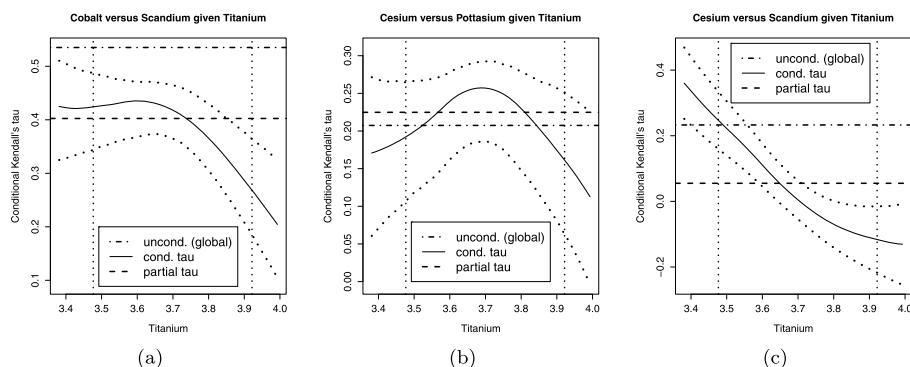 Cobalt versus Scandium given Titanium
Conditional Kendall's tau
0.5
0.4
0.3
0.2
0.1
uncond. (global)
cond. tau
partial tau
3.4 3.5 3.6 3.7 3.8 3.9 4.0
Titanium
(a)
Cesium versus Pottasium given Titanium
Conditional Kendall's tau
0.30
0.25
0.20
0.15
0.10
0.05
0.00
uncond. (global)
cond. tau
partial tau
3.4 3.5 3.6 3.7 3.8 3.9 4.0
Titanium
(b)
Cesium versus Scandium given Titanium
Conditional Kendall's tau
0.4
0.2
0.0
−0.2
uncond. (global)
cond. tau
partial tau
3.4 3.5 3.6 3.7 3.8 3.9 4.0
Titanium
(c)